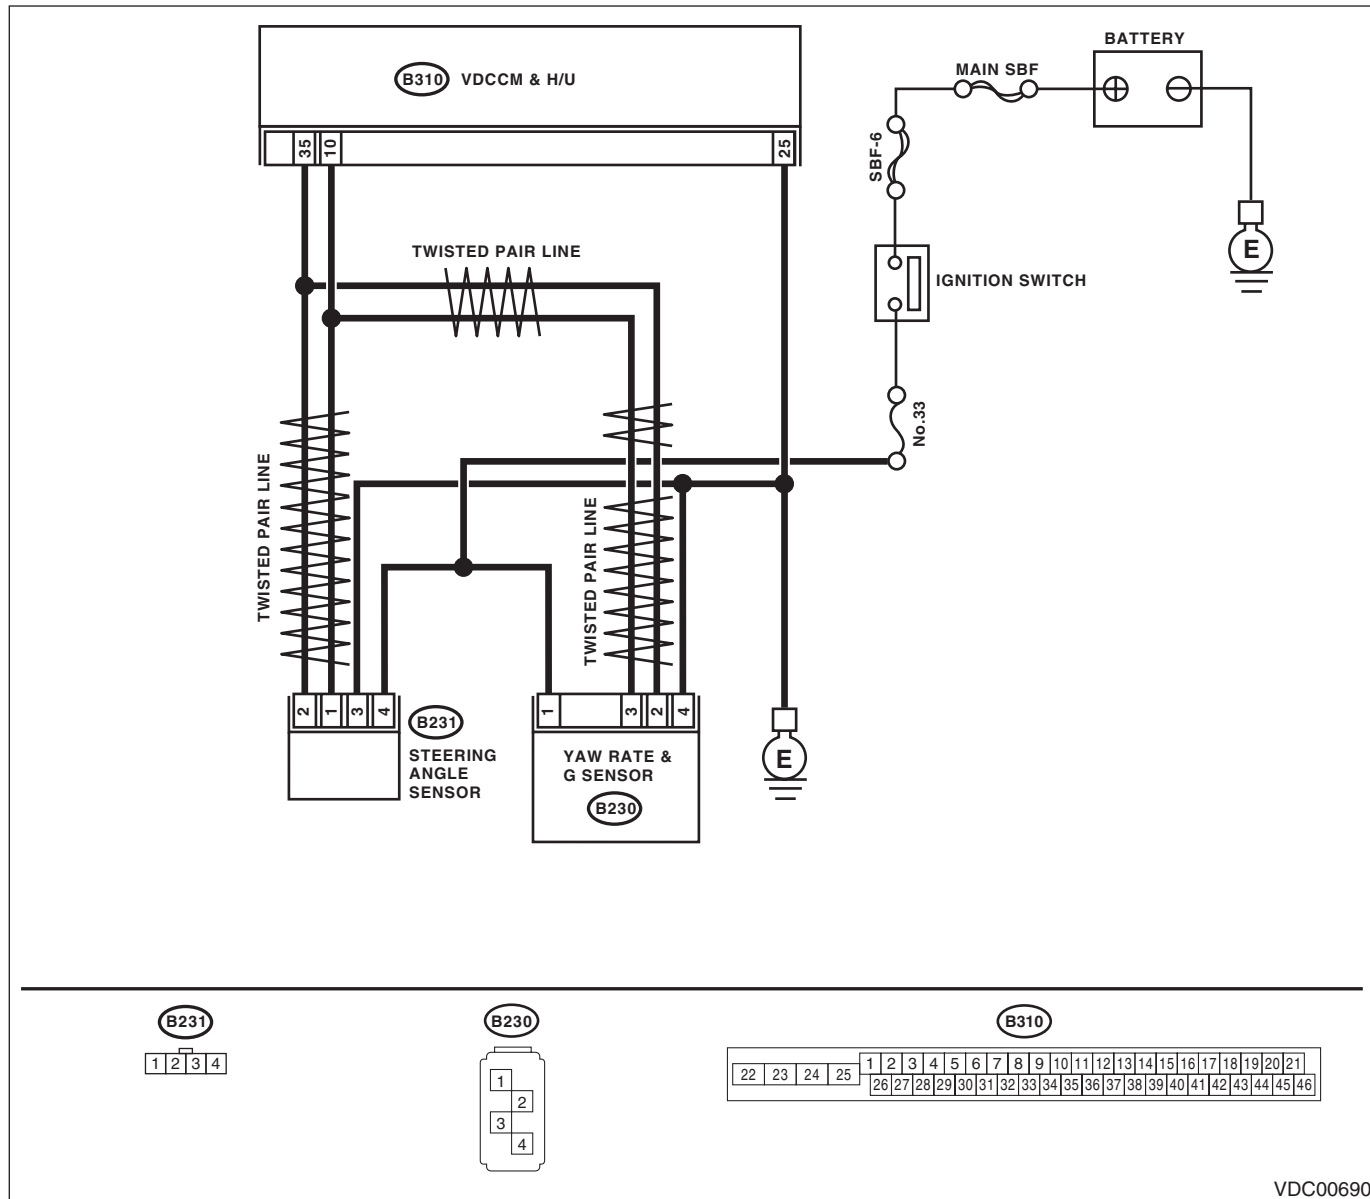 BATTERY
MAIN SBF
B310 VDCCM & H/U
35 10 25
SBF-6
TWISTED PAIR LINE
E
IGNITION SWITCH
No.33
TWISTED PAIR LINE
TWISTED PAIR LINE
2 1 3 4
B231
STEERING
ANGLE
SENSOR
1 3 2 4
YAW RATE &
G SENSOR
B230
E
B231
1 2 3 4
B230
1
2
3
4
B310
22 23 24 25
1 2 3 4 5 6 7 8 9 10 11 12 13 14 15 16 17 18 19 20 21
26 27 28 29 30 31 32 33 34 35 36 37 38 39 40 41 42 43 44 45 46
VDC00690